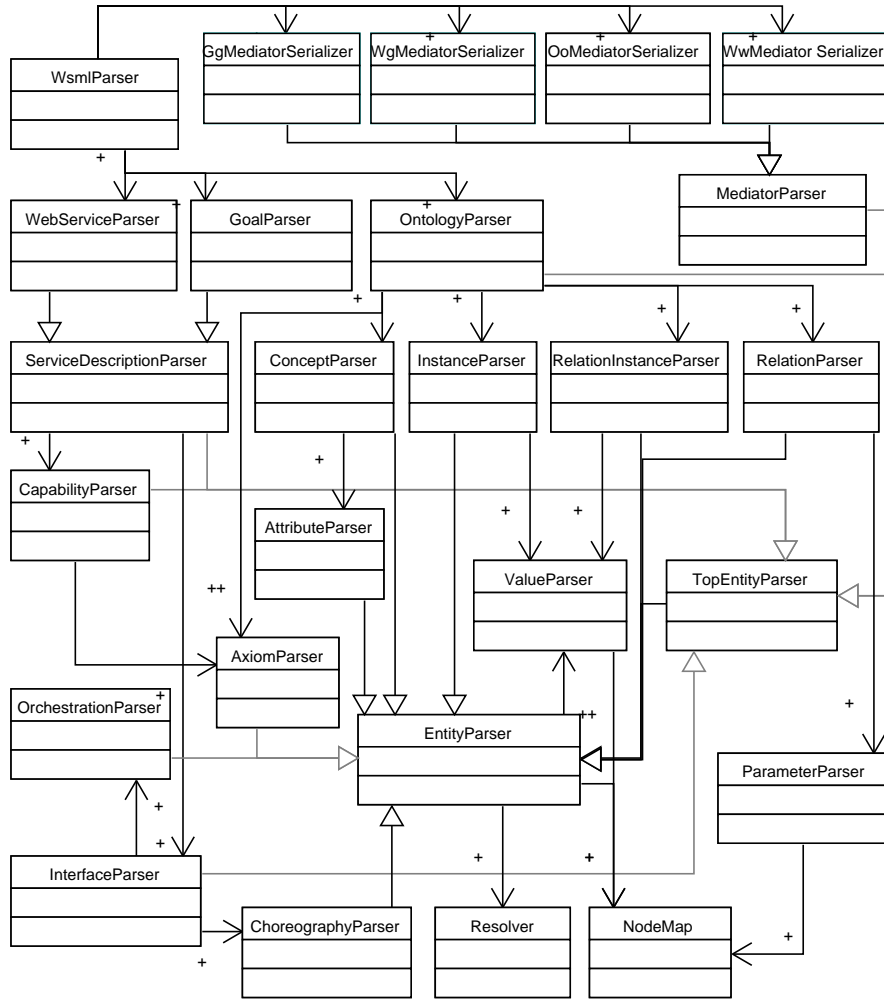 GgMediatorSerializer
WgMediatorSerializer
OoMediatorSerializer
WwMediator Serializer
+
+
+
WsmlParser
+
MediatorParser
WebServiceParser
+
GoalParser
+
OntologyParser
+
+
+
+
ServiceDescriptionParser
ConceptParser
InstanceParser
RelationInstanceParser
RelationParser
+
+
CapabilityParser
+
+
AttributeParser
++
ValueParser
TopEntityParser
AxiomParser
+
OrchestrationParser
+
++
EntityParser
ParameterParser
+
+
+
+
InterfaceParser
+
ChoreographyParser
Resolver
NodeMap
+